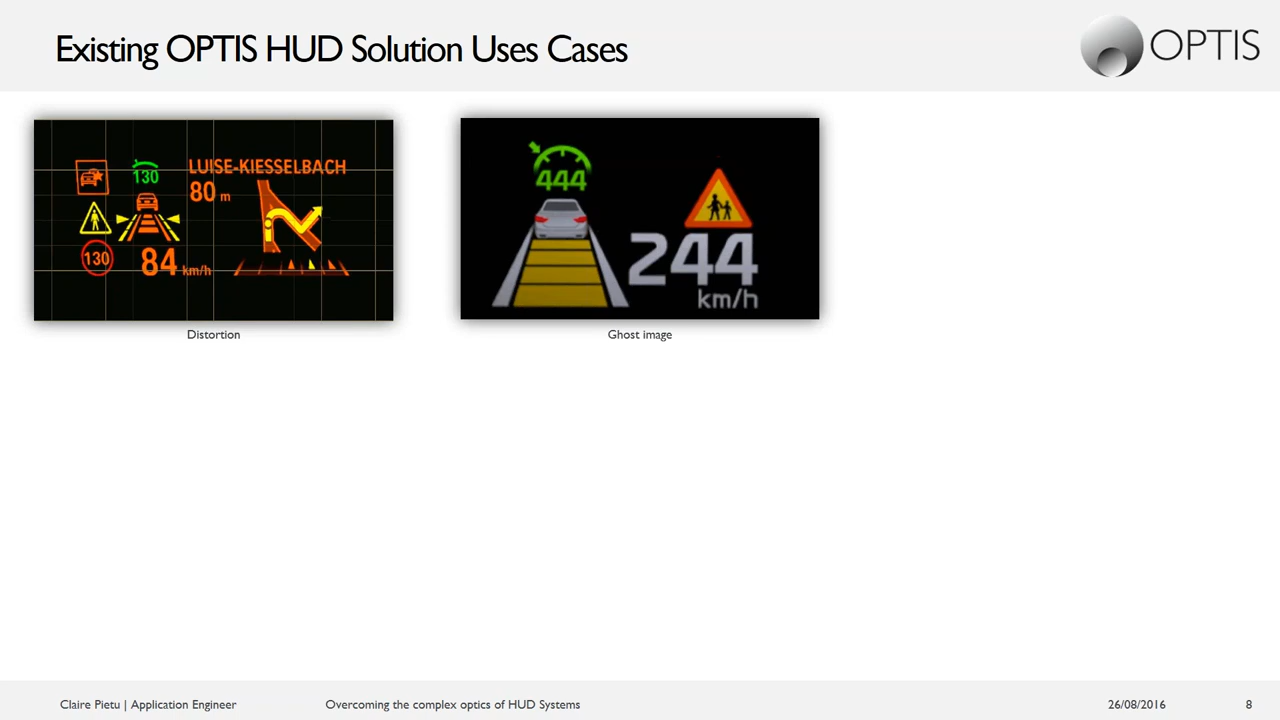 Existing OPTIS HUD Solution Uses Cases
OPTIS
130
LUISE-KIESSELBACH
80 m
130
84 km/h
Distortion
444
244
km/h
Ghost image
Claire Pietu | Application Engineer
Overcoming the complex optics of HUD Systems
26/08/2016
8